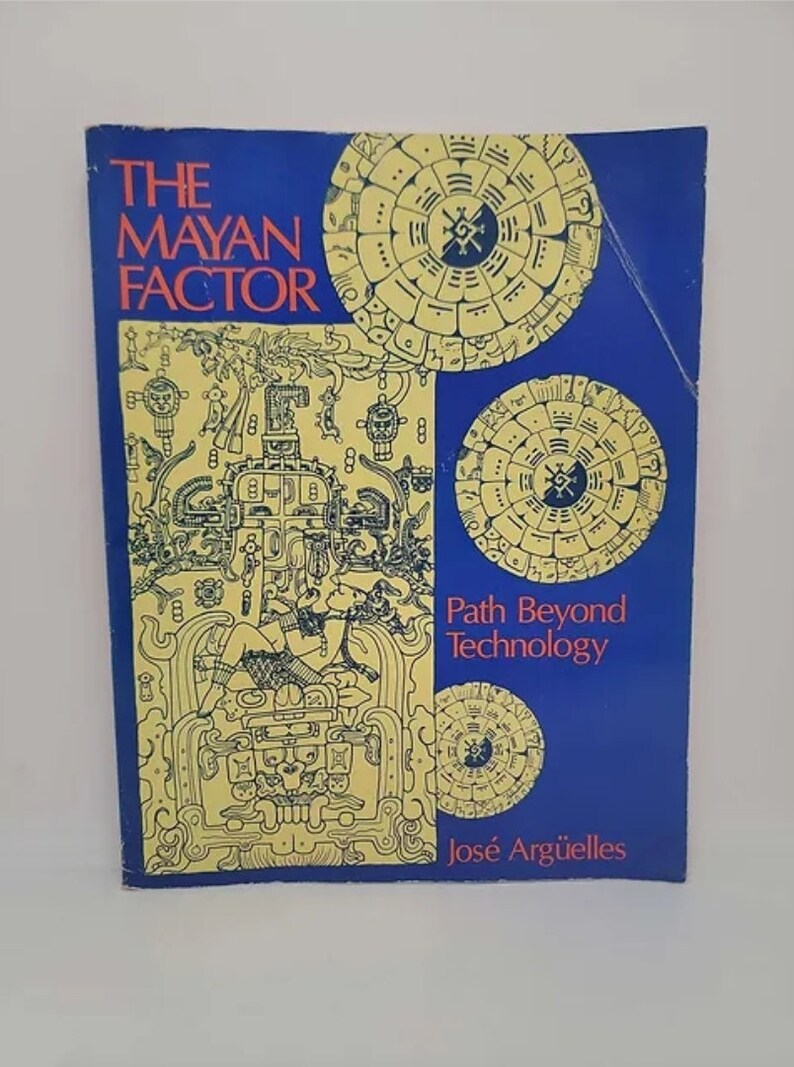 THE
MAYAN
FACTOR
Path Beyond
Technology
José Argüelles